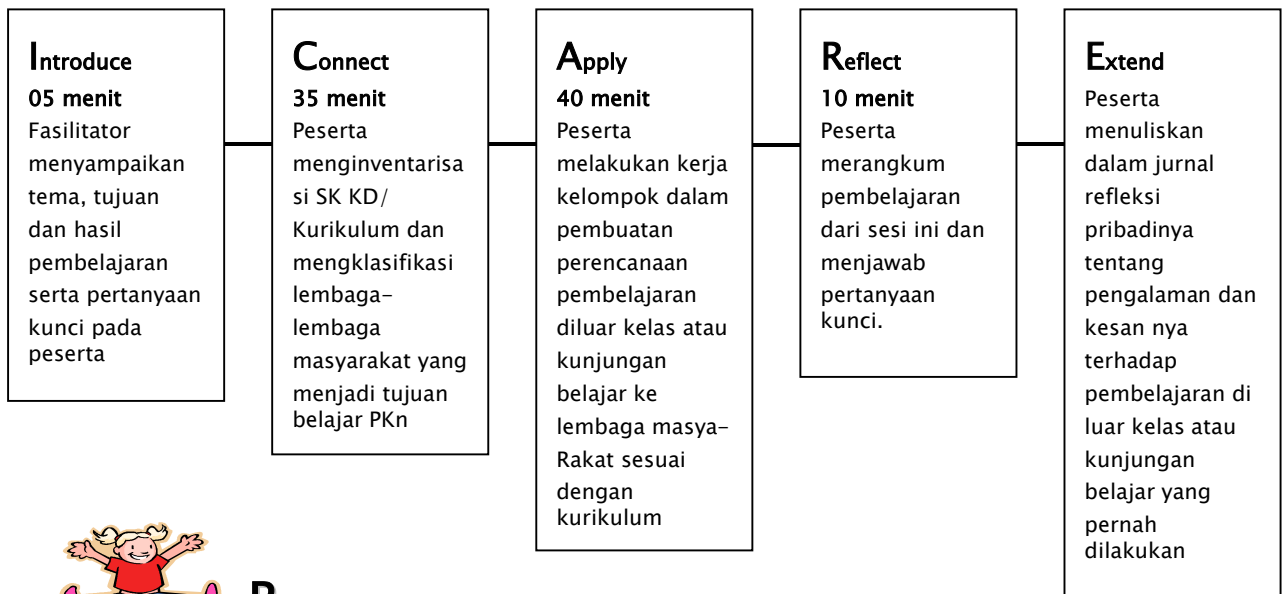 Introduce
05 menit
Fasilitator
menyampaikan
tema, tujuan
dan hasil
pembelajaran
serta pertanyaan
kunci pada
peserta
Connect
35 menit
Peserta
menginventarisa
si SK KD/
Kurikulum dan
mengklasifikasi
lembaga-
lembaga
masyarakat yang
menjadi tujuan
belajar PKn
Apply
40 menit
Peserta
melakukan kerja
kelompok dalam
pembuatan
perencanaan
pembelajaran
diluar kelas atau
kunjungan
belajar ke
lembaga masya-
Rakat sesuai
dengan
kurikulum
Reflect
10 menit
Peserta
merangkum
pembelajaran
dari sesi ini dan
menjawab
pertanyaan
kunci.
Extend
Peserta
menuliskan
dalam jurnal
refleksi
pribadinya
tentang
pengalaman dan
kesan nya
terhadap
pembelajaran di
luar kelas atau
kunjungan
belajar yang
pernah
dilakukan